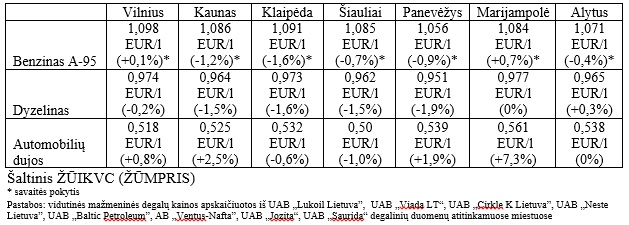 Vilnius Kaunas Klaipėda Šiauliai Panevėžys Marijampolė Alytus
1,098 1,086 1,091 1,085 1,056 1,084 1,071
EUR/l EUR/l EUR/l EUR/l EUR/l EUR/l EUR/l
Benzinas A-95 (+0,1%)* (-1,2%)* (-1,6%)* (-0,7%)* (-0,9%)* (+0,7%)* (-0,4%)*
0,974 0,964 0,973 0,962 0,951 0,977 0,965
EUR/l EUR/l EUR/l EUR/l EUR/l EUR/l EUR/l
Dyzelinas (-0,2%) (-1,5%) (-1,6%) (-1,5%) (-1,9%) (0%) (+0,3%)
0,518 0,525 0,532 0,50 0,539 0,561 0,538
Automobilių EUR/l EUR/l EUR/l EUR/l EUR/l EUR/l EUR/l
dujos (+0,8%) (+2,5%) (-0,6%) (-1,0%) (+1,9%) (+7,3%) (0%)
Šaltinis ŽŪIKVC (ŽŪMPRIS)
* savaitės pokytis
Pastabos: vidutinės mažmeninės degalų kainos apskaičiuotos iš UAB „Lukoil Lietuva”, UAB „Viada LT“, UAB „Cirkle K Lietuva”, UAB „Neste
Lietuva”, UAB „Baltic Petroleum”, AB „Ventus-Nafta”, UAB „Jozita”, UAB „Saurida” degalinių duomenų atitinkamuose miestuose